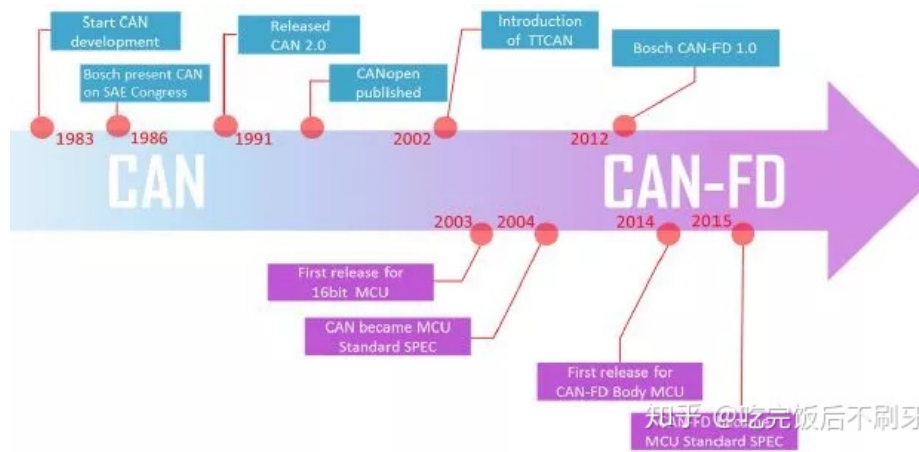 Start CAN
development
Bosch present CAN
on SAE Congress
Released
CAN 2.0
CANopen
published
Introduction
of TTCAN
Bosch CAN-FD 1.0
1983
1986
1991
2002
2012
CAN
CAN-FD
2003
2004
2014
2015
First release for
16bit MCU
CAN became MCU
Standard SPEC
First release for
CAN-FD Body MCU
CAN-FD
MCU Standard SPEC
知乎 @吃完饭后不刷牙